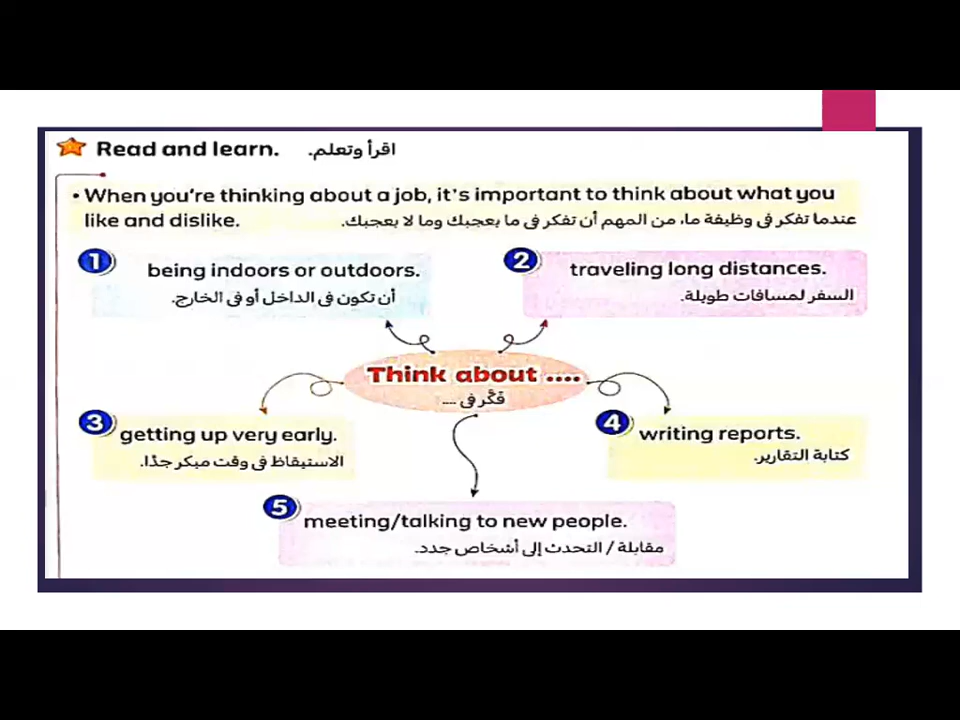 Read and learn. اقرأ وتعلم.
• When you're thinking about a job, it's important to think about what you
like and dislike. عندما تفكر فى وظيفة ما، من المهم أن تفكر فى ما يعجبك وما لا يعجبك.
1 being indoors or outdoors.
أن تكون فى الداخل أو فى الخارج.
2 traveling long distances.
السفر لمسافات طويلة.
Think about ....
فَكَّر فى ....
3 getting up very early.
الاستيقاظ فى وقت مبكر جدًا.
4 writing reports.
كتابة التقارير.
5 meeting/talking to new people.
مقابلة / التحدث إلى أشخاص جدد.